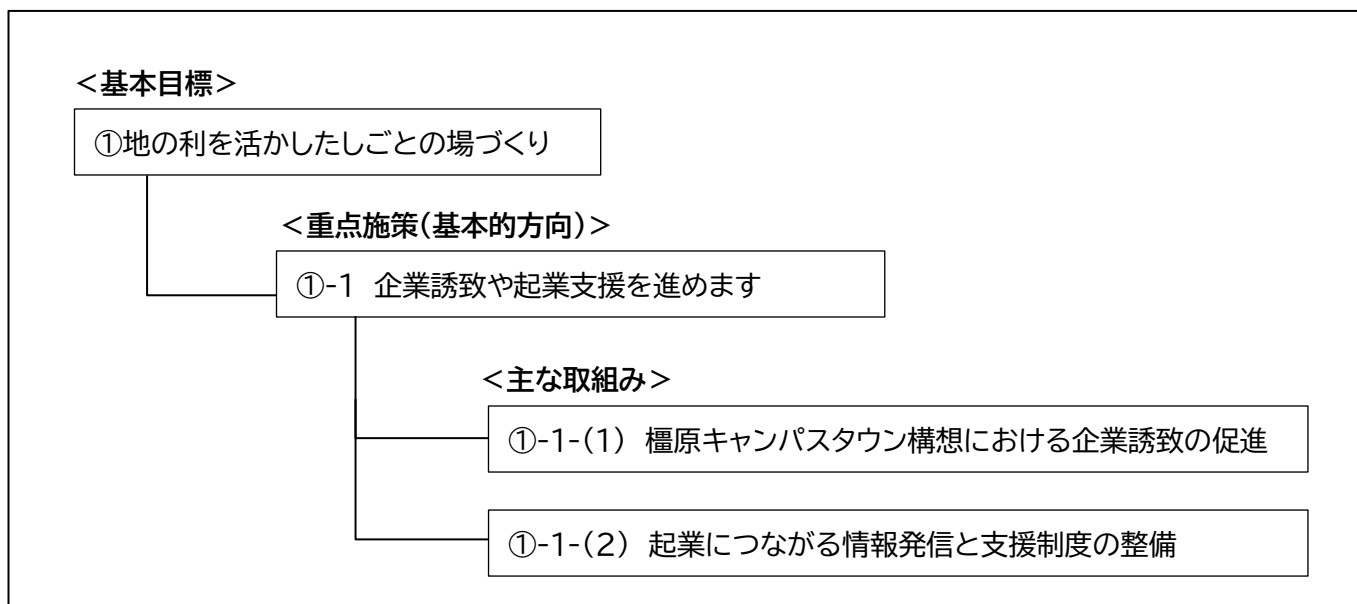 ＜基本目標＞
①地の利を活かしたしごとの場づくり
＜重点施策(基本的方向)＞
①-1 企業誘致や起業支援を進めます
＜主な取組み＞
①-1-(1) 橿原キャンパスタウン構想における企業誘致の促進
①-1-(2) 起業につながる情報発信と支援制度の整備